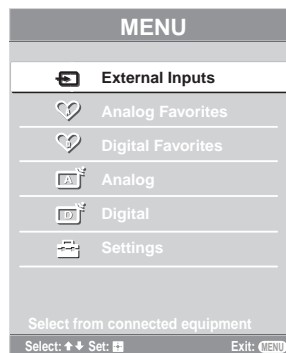 MENU
External Inputs
Analog Favorites
Digital Favorites
A Analog
D Digital
Settings
Select from connected equipment
Select: Set: Exit: MENU